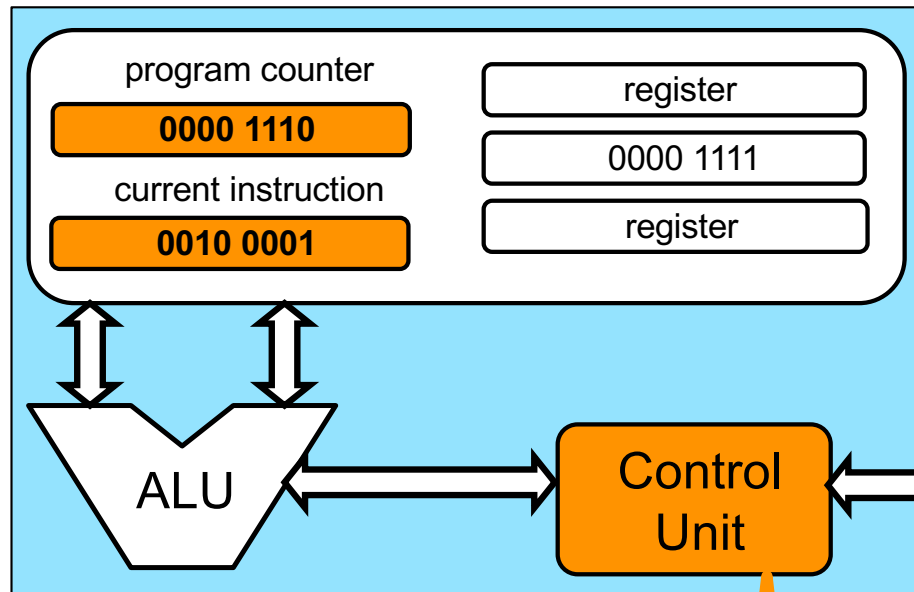 program counter
0000 1110
current instruction
0010 0001
register
0000 1111
register
ALU
Control
Unit